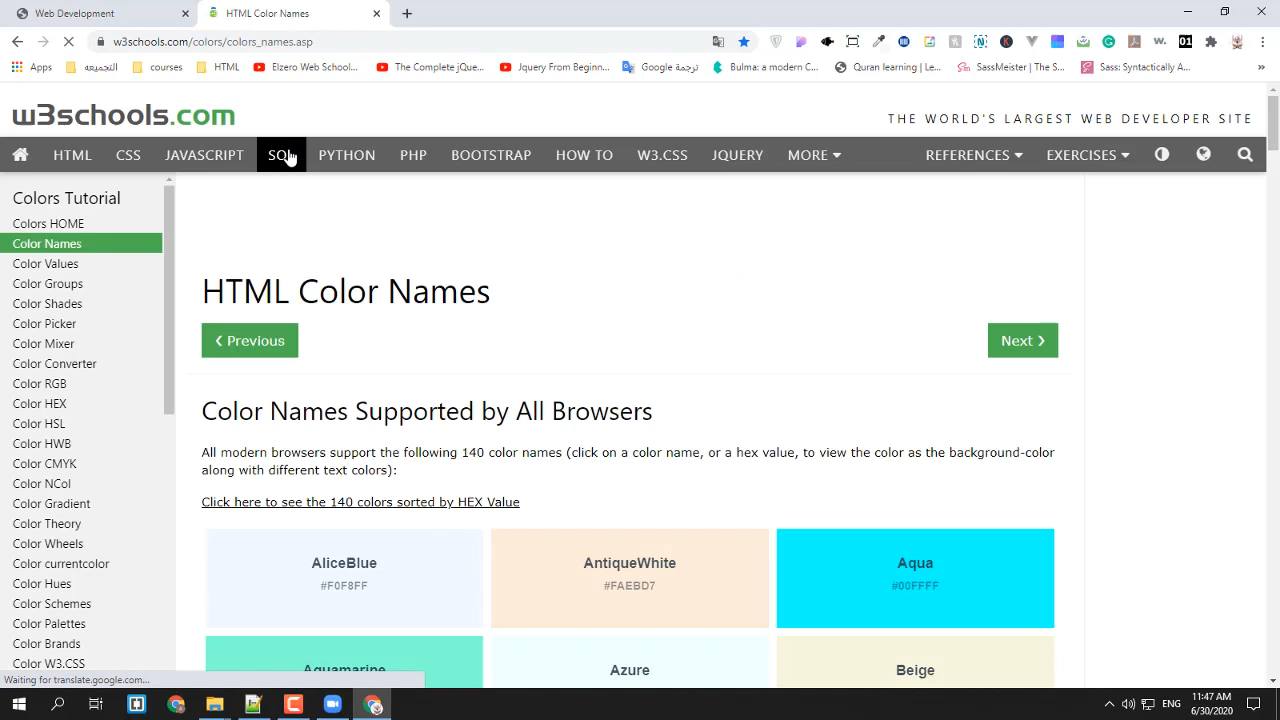 Web Development
HTML Color Names
w3schools.com/colors/colors_names.asp
Apps
التجميعه
courses
HTML
Elzero Web School...
The Complete jQue...
Jquery From Beginn...
ترجمة Google
Bulma: a modern C...
Quran learning | Le...
SassMeister | The S...
Sass: Syntactically A...
w3schools.com
THE WORLD'S LARGEST WEB DEVELOPER SITE
HTML
CSS
JAVASCRIPT
SQL
PYTHON
PHP
BOOTSTRAP
HOW TO
W3.CSS
JQUERY
MORE
REFERENCES
EXERCISES
Colors Tutorial
Colors HOME
Color Names
Color Values
Color Groups
Color Shades
Color Picker
Color Mixer
Color Converter
Color RGB
Color HEX
Color HSL
Color HWB
Color CMYK
Color NCol
Color Gradient
Color Theory
Color Wheels
Color currentcolor
Color Hues
Color Schemes
Color Palettes
Color Brands
Color W3.CSS
HTML Color Names
❮ Previous
Next ❯
Color Names Supported by All Browsers
All modern browsers support the following 140 color names (click on a color name, or a hex value, to view the color as the background-color
along with different text colors):
Click here to see the 140 colors sorted by HEX Value
AliceBlue
#F0F8FF
AntiqueWhite
#FAEBD7
Aqua
#00FFFF
Aquamarine
Azure
Beige
Waiting for translate.google.com...
ENG
11:47 AM
6/30/2020